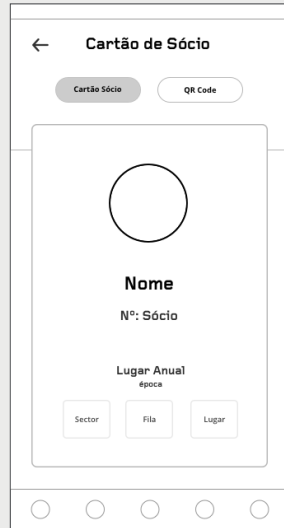 Cartão de Sócio
Cartão Sócio
QR Code
Nome
Nº: Sócio
Lugar Anual
época
Sector
Fila
Lugar